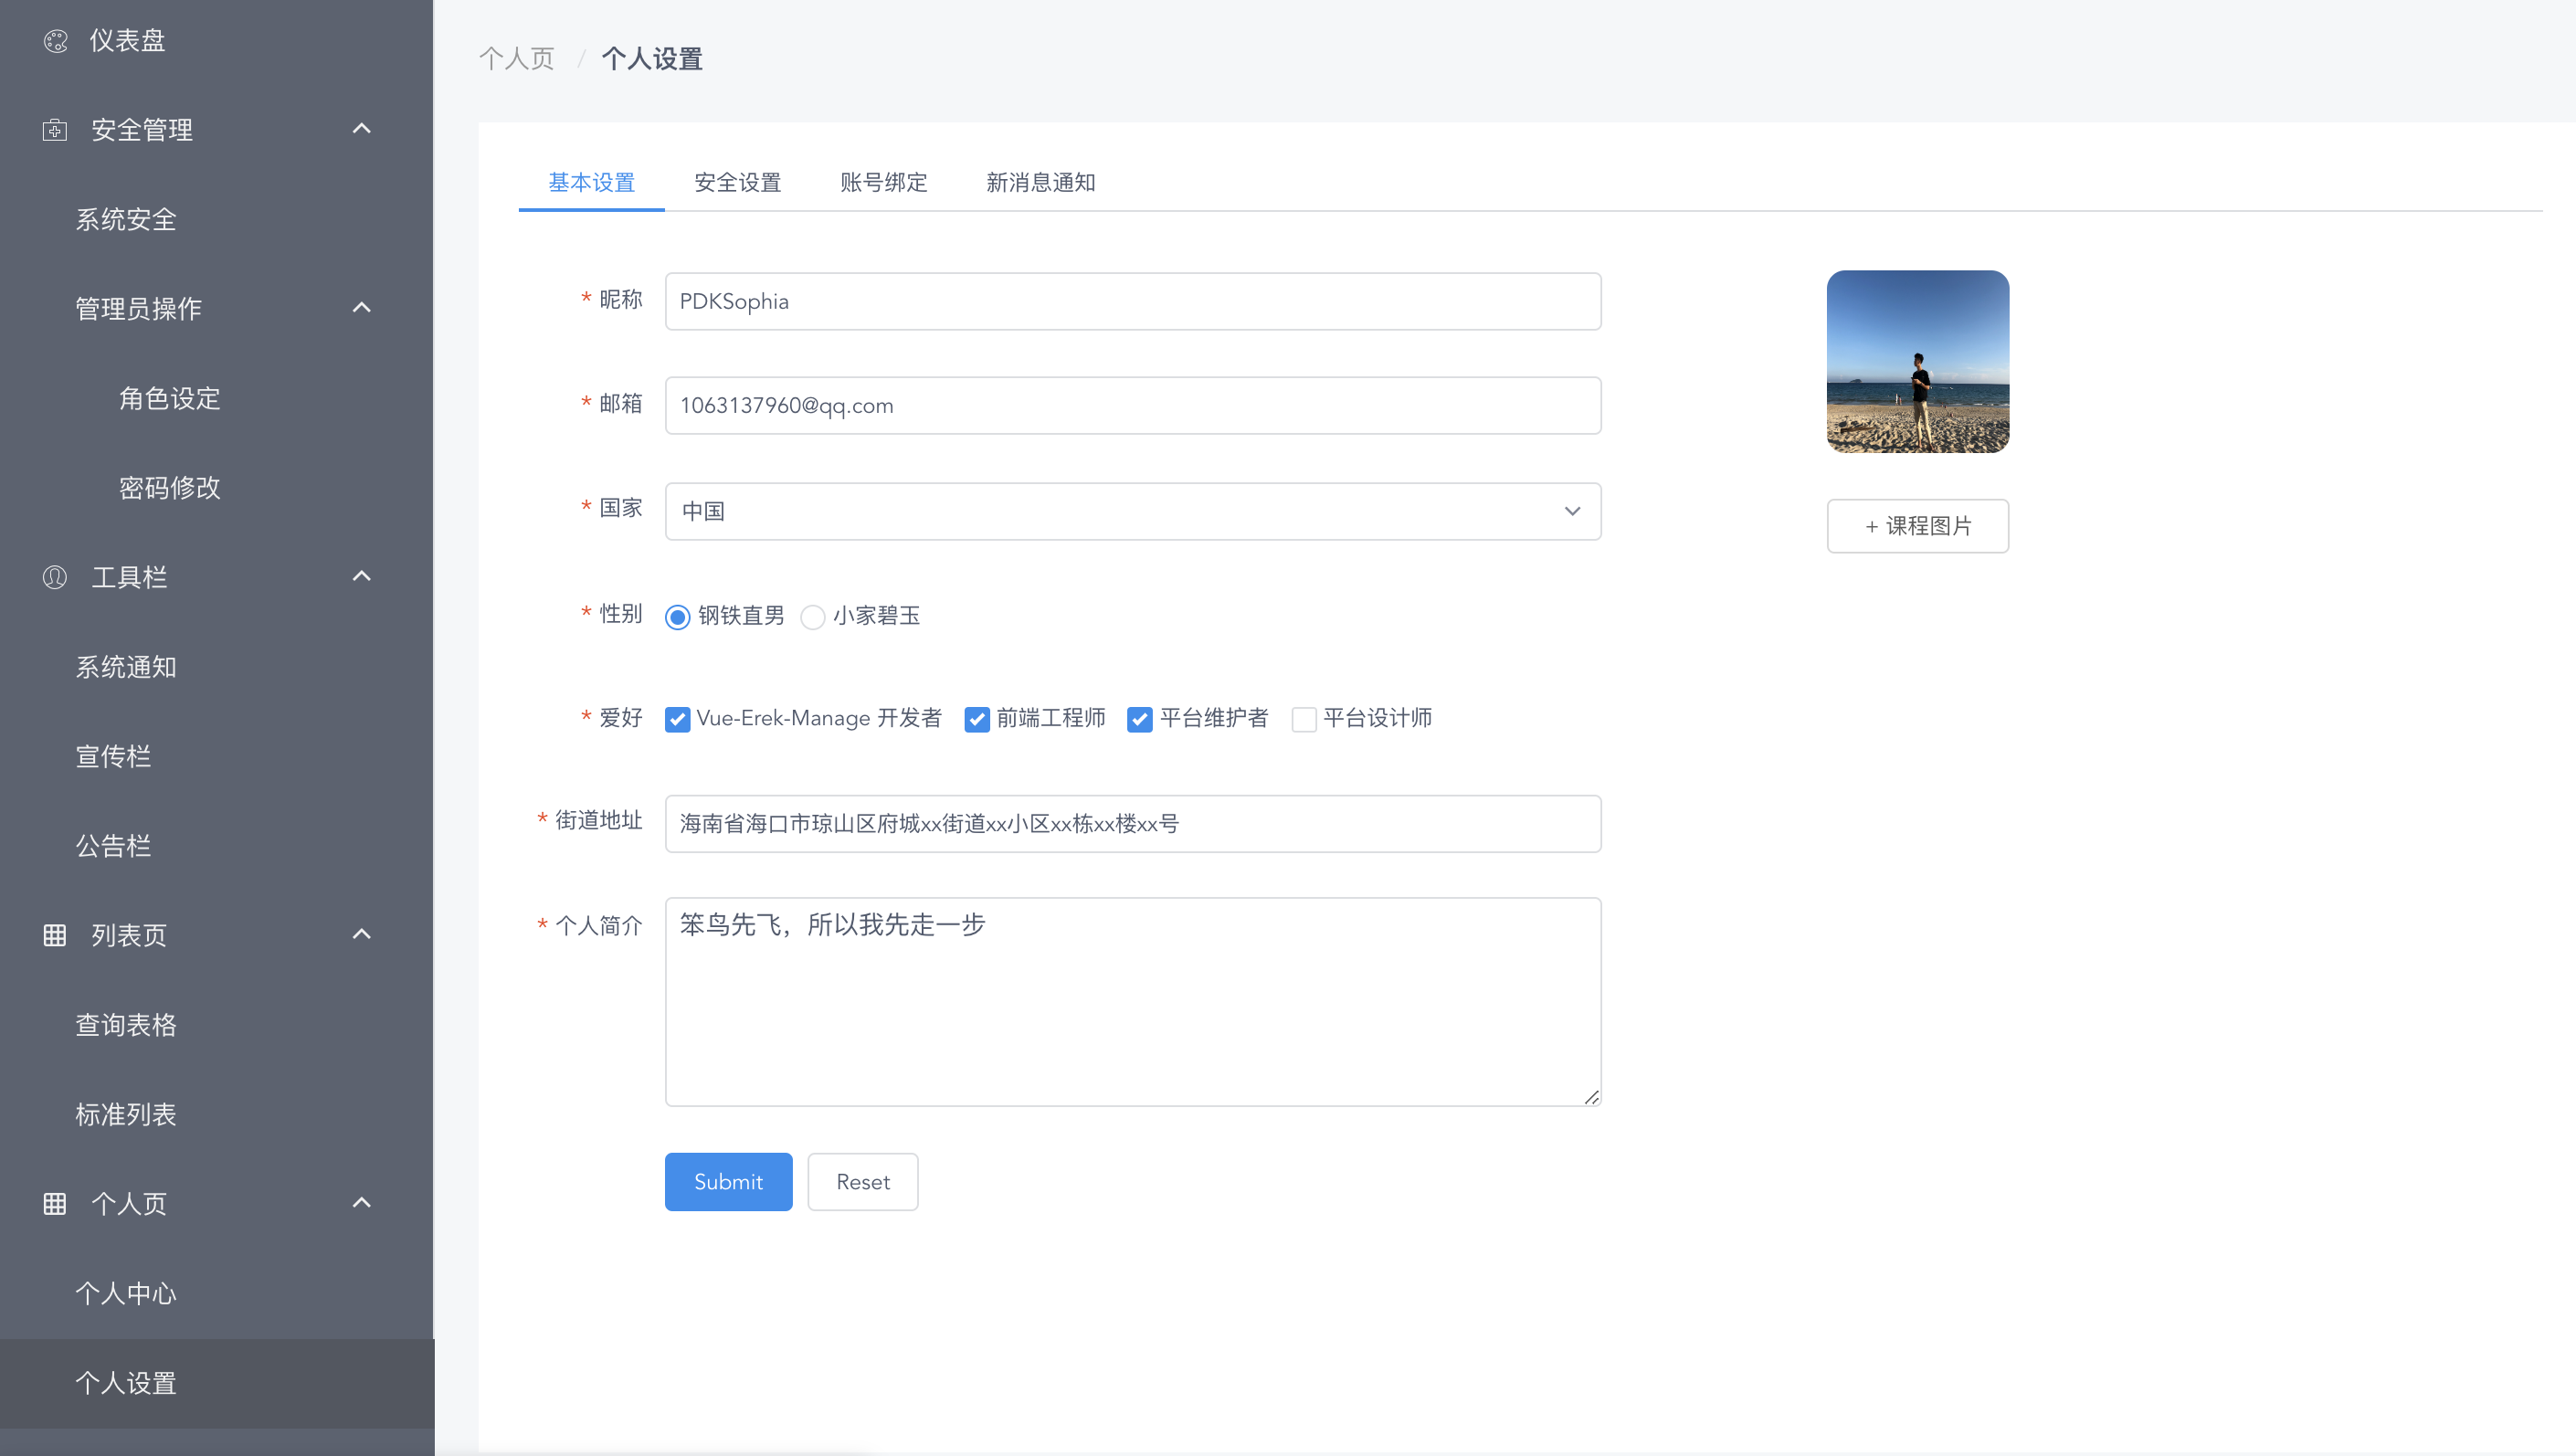 仪表盘
安全管理
系统安全
管理员操作
角色设定
密码修改
工具栏
系统通知
宣传栏
公告栏
列表页
查询表格
标准列表
个人页
个人中心
个人设置
个人页 / 个人设置
基本设置 安全设置 账号绑定 新消息通知
* 昵称 PDKSophia
* 邮箱 1063137960@qq.com
* 国家 中国
* 性别 钢铁直男 小家碧玉
* 爱好 Vue-Erek-Manage 开发者 前端工程师 平台维护者 平台设计师
* 街道地址 海南省海口市琼山区府城xx街道xx小区xx栋xx楼xx号
* 个人简介 笨鸟先飞，所以我先走一步
Submit Reset
+ 课程图片